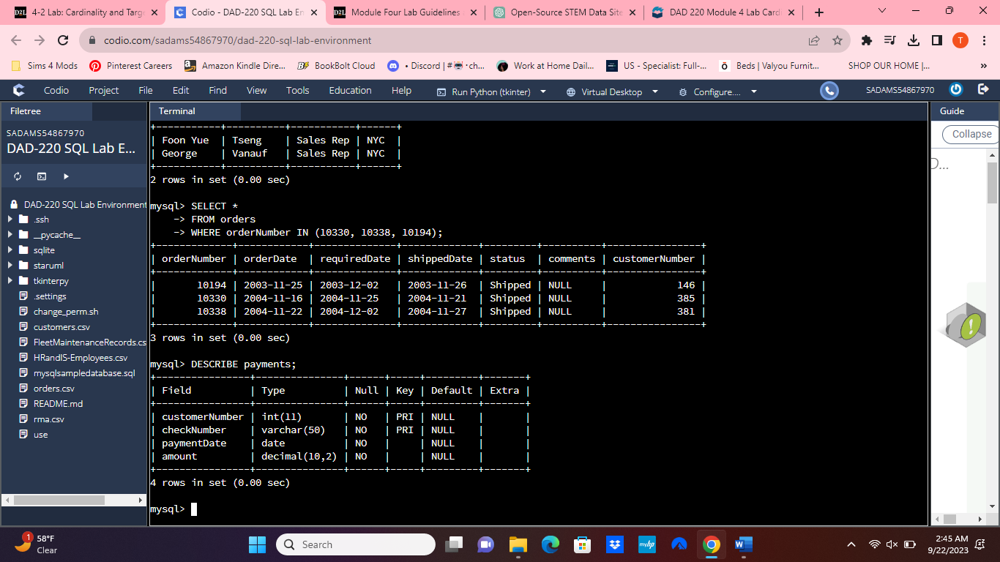 4-2 Lab: Cardinality and Targ
Codio - DAD-220 SQL Lab En
Module Four Lab Guidelines
Open-Source STEM Data Site
DAD 220 Module 4 Lab Card
codio.com/sadams54867970/dad-220-sql-lab-environment
T
Sims 4 Mods
Pinterest Careers
Amazon Kindle Dire...
BookBolt Cloud
• Discord | #
·ch...
Work at Home Dail...
US - Specialist: Full-...
Beds | Valyou Furnit...
SHOP OUR HOME |...
»
Codio Project File Edit Find View Tools Education Help
Run Python (tkinter)
Virtual Desktop
Configure....
SADAMS54867970
Filetree
SADAMS54867970
DAD-220 SQL Lab E...
DAD-220 SQL Lab Environment
.ssh
__pycache__
sqlite
staruml
tkinterpy
.settings
change_perm.sh
customers.csv
FleetMaintenanceRecords.cs
HRandIS-Employees.csv
mysqlsampledatabase.sql
orders.csv
README.md
rma.csv
use
Terminal
+-----------+----------+-----------+------+
| Foon Yue  | Tseng    | Sales Rep | NYC  |
| George    | Vanauf   | Sales Rep | NYC  |
+-----------+----------+-----------+------+
2 rows in set (0.00 sec)
mysql> SELECT *
    -> FROM orders
    -> WHERE orderNumber IN (10330, 10338, 10194);
+-------------+------------+--------------+-------------+---------+----------+----------------+
| orderNumber | orderDate  | requiredDate | shippedDate | status  | comments | customerNumber |
+-------------+------------+--------------+-------------+---------+----------+----------------+
|       10194 | 2003-11-25 | 2003-12-02   | 2003-11-26  | Shipped | NULL     |            146 |
|       10330 | 2004-11-16 | 2004-11-25   | 2004-11-21  | Shipped | NULL     |            385 |
|       10338 | 2004-11-22 | 2004-12-02   | 2004-11-27  | Shipped | NULL     |            381 |
+-------------+------------+--------------+-------------+---------+----------+----------------+
3 rows in set (0.00 sec)
mysql> DESCRIBE payments;
+----------------+---------------+------+-----+---------+-------+
| Field          | Type          | Null | Key | Default | Extra |
+----------------+---------------+------+-----+---------+-------+
| customerNumber | int(11)       | NO   | PRI | NULL    |       |
| checkNumber    | varchar(50)   | NO   | PRI | NULL    |       |
| paymentDate    | date          | NO   |     | NULL    |       |
| amount         | decimal(10,2) | NO   |     | NULL    |       |
+----------------+---------------+------+-----+---------+-------+
4 rows in set (0.00 sec)
mysql>
Guide
Collapse
D...
1
58°F
Clear
Search
myhp
2:45 AM
9/22/2023